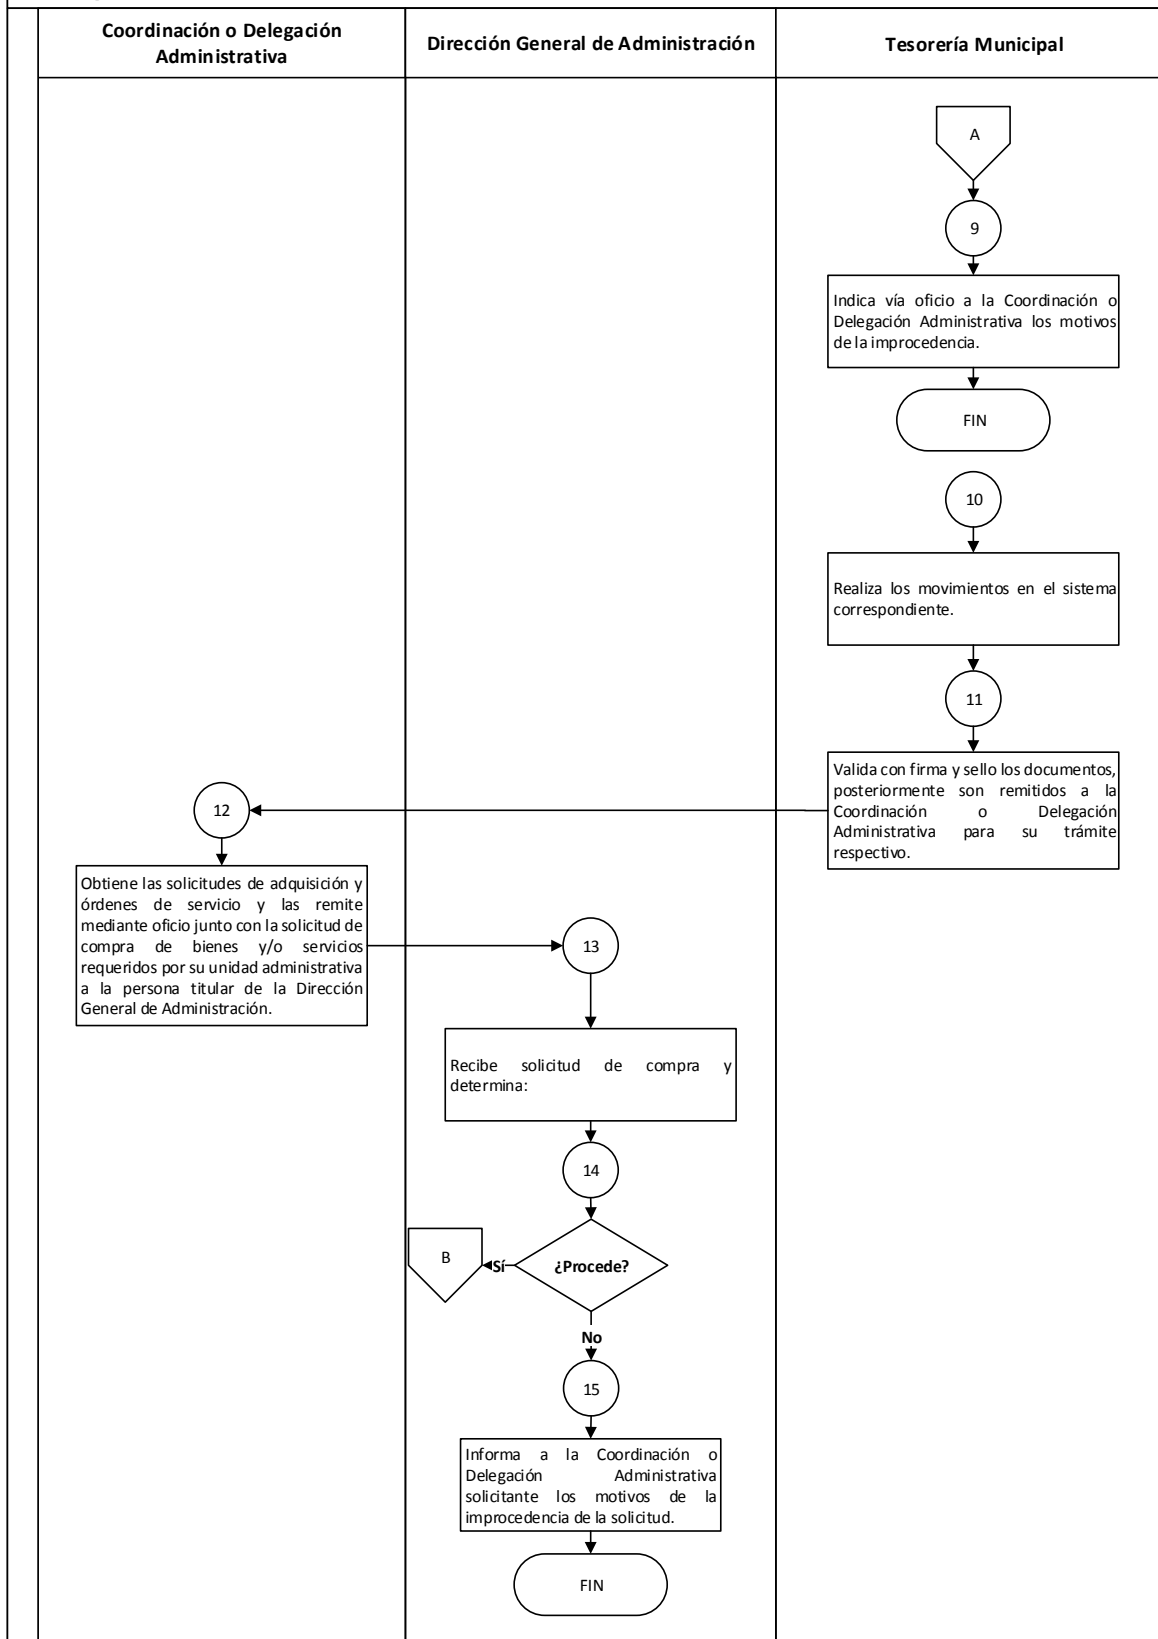 Coordinación o Delegación
Administrativa
Dirección General de Administración
Tesorería Municipal
A
9
Indica vía oficio a la Coordinación o
Delegación Administrativa los motivos
de la improcedencia.
FIN
10
Realiza los movimientos en el sistema
correspondiente.
11
Valida con firma y sello los documentos,
posteriormente son remitidos a la
Coordinación o Delegación
Administrativa para su trámite
respectivo.
12
Obtiene las solicitudes de adquisición y
órdenes de servicio y las remite
mediante oficio junto con la solicitud de
compra de bienes y/o servicios
requeridos por su unidad administrativa
a la persona titular de la Dirección
General de Administración.
13
Recibe solicitud de compra y
determina:
14
¿Procede?
Sí
B
No
15
Informa a la Coordinación o
Delegación Administrativa
solicitante los motivos de la
improcedencia de la solicitud.
FIN